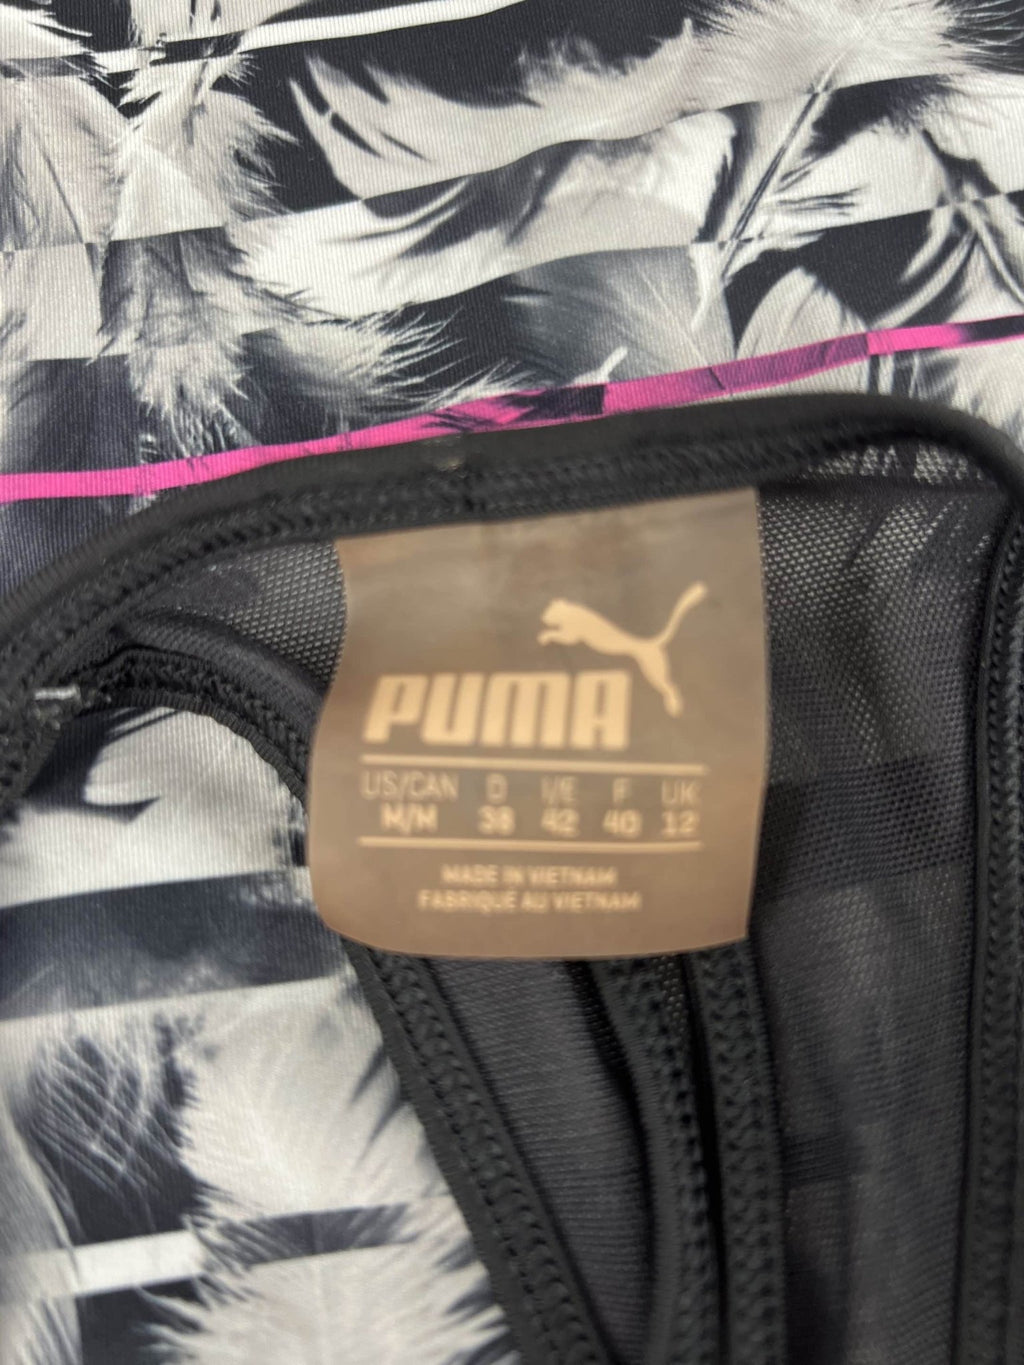 PUMA
US/CAN D I/E F UK
M/M 38 42 40 12
MADE IN VIETNAM
FABRIQUÉ AU VIETNAM